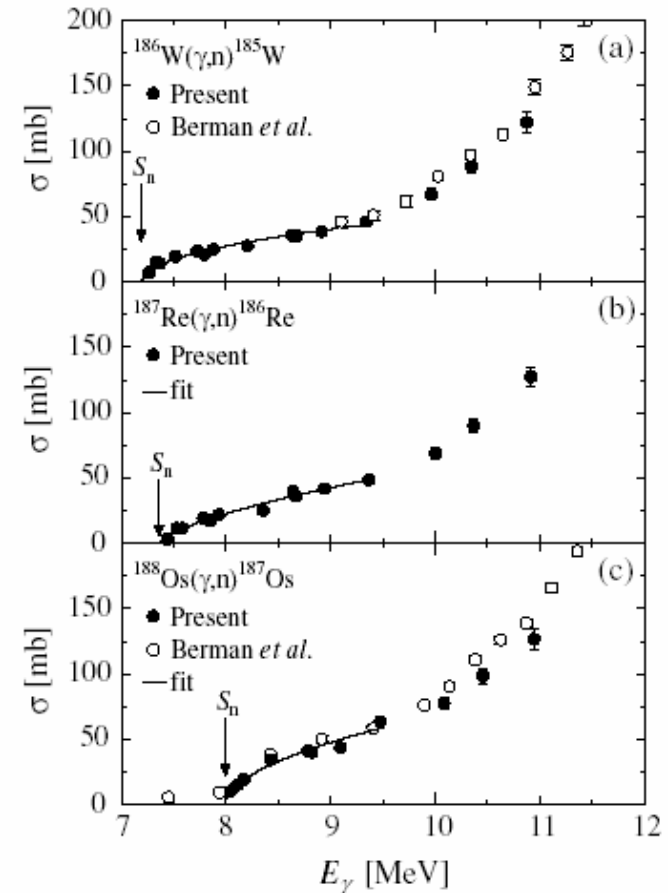 200
¹⁸⁶W(γ,n)¹⁸⁵W
(a)
150
● Present
○ Berman et al.
σ [mb]
100
Sₙ
50
0
¹⁸⁷Re(γ,n)¹⁸⁶Re
(b)
150
● Present
— fit
σ [mb]
100
Sₙ
50
0
¹⁸⁸Os(γ,n)¹⁸⁷Os
(c)
150
● Present
○ Berman et al.
σ [mb]
100
— fit
Sₙ
50
0
7 8 9 10 11 12
E_γ [MeV]